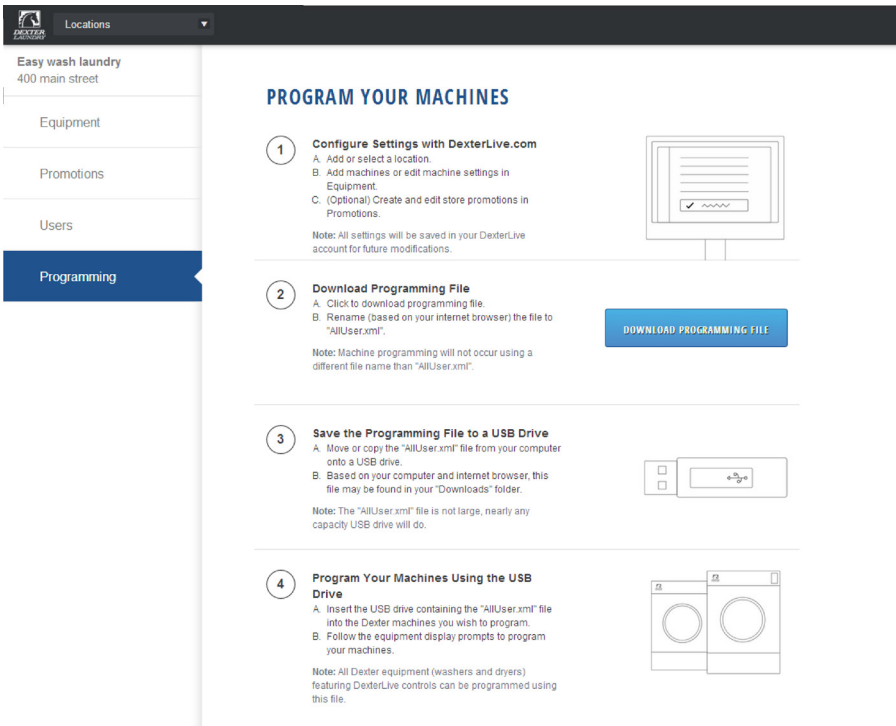 DEXTER
LAUNDRY
Locations
Easy wash laundry
400 main street
Equipment
Promotions
Users
Programming
PROGRAM YOUR MACHINES
1
Configure Settings with DexterLive.com
A. Add or select a location.
B. Add machines or edit machine settings in
Equipment.
C. (Optional) Create and edit store promotions in
Promotions.
Note: All settings will be saved in your DexterLive
account for future modifications.
2
Download Programming File
A. Click to download programming file.
B. Rename (based on your internet browser) the file to
"AllUser.xml".
Note: Machine programming will not occur using a
different file name than "AllUser.xml".
DOWNLOAD PROGRAMMING FILE
3
Save the Programming File to a USB Drive
A. Move or copy the "AllUser.xml" file from your computer
onto a USB drive.
B. Based on your computer and internet browser, this
file may be found in your "Downloads" folder.
Note: The "AllUser.xml" file is not large, nearly any
capacity USB drive will do.
4
Program Your Machines Using the USB
Drive
A. Insert the USB drive containing the "AllUser.xml" file
into the Dexter machines you wish to program.
B. Follow the equipment display prompts to program
your machines.
Note: All Dexter equipment (washers and dryers)
featuring DexterLive controls can be programmed using
this file.